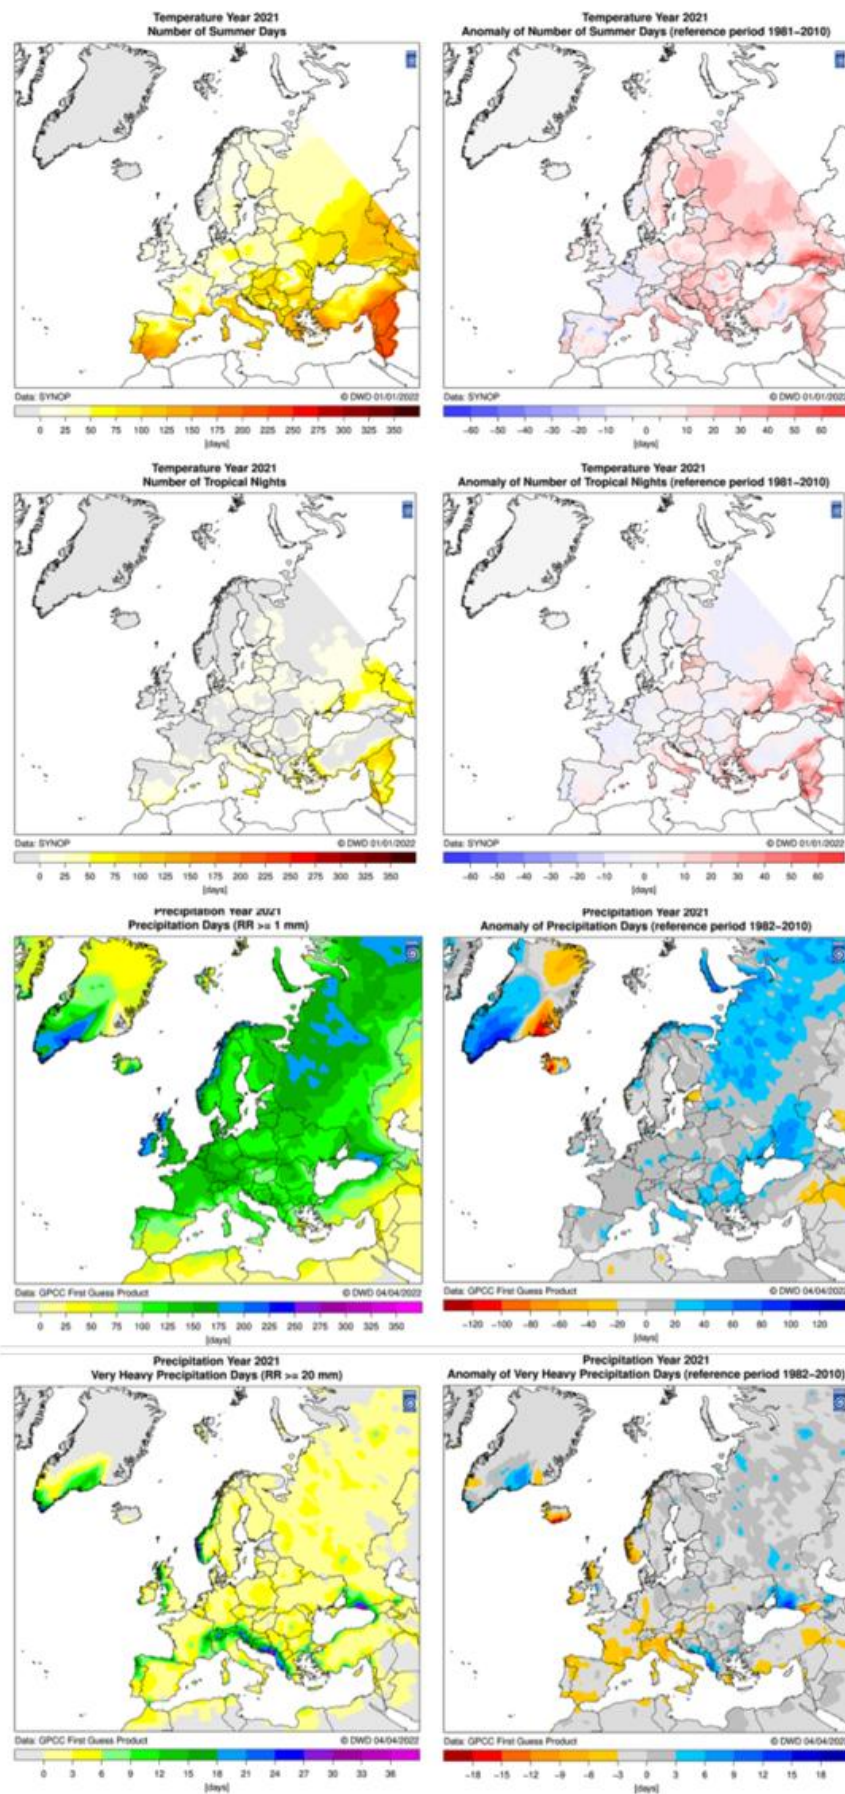 Temperature Year 2021
Number of Summer Days
Temperature Year 2021
Anomaly of Number of Summer Days (reference period 1981−2010)
Data: SYNOP
© DWD 01/01/2022
Data: SYNOP
© DWD 01/01/2022
0 25 50 75 100 125 150 175 200 225 250 275 300 325 350
[days]
−60 −50 −40 −30 −20 −10 0 10 20 30 40 50 60
[days]
Temperature Year 2021
Number of Tropical Nights
Temperature Year 2021
Anomaly of Number of Tropical Nights (reference period 1981−2010)
Data: SYNOP
© DWD 01/01/2022
Data: SYNOP
© DWD 01/01/2022
0 25 50 75 100 125 150 175 200 225 250 275 300 325 350
[days]
−60 −50 −40 −30 −20 −10 0 10 20 30 40 50 60
[days]
Precipitation Year 2021
Precipitation Days (RR >= 1 mm)
Precipitation Year 2021
Anomaly of Precipitation Days (reference period 1982−2010)
Data: GPCC First Guess Product
© DWD 04/04/2022
Data: GPCC First Guess Product
© DWD 04/04/2022
0 25 50 75 100 125 150 175 200 225 250 275 300 325 350
[days]
−120 −100 −80 −60 −40 −20 0 20 40 60 80 100 120
[days]
Precipitation Year 2021
Very Heavy Precipitation Days (RR >= 20 mm)
Precipitation Year 2021
Anomaly of Very Heavy Precipitation Days (reference period 1982−2010)
Data: GPCC First Guess Product
© DWD 04/04/2022
Data: GPCC First Guess Product
© DWD 04/04/2022
0 3 6 9 12 15 18 21 24 27 30 33 36
[days]
−18 −15 −12 −9 −6 −3 0 3 6 9 12 15 18
[days]